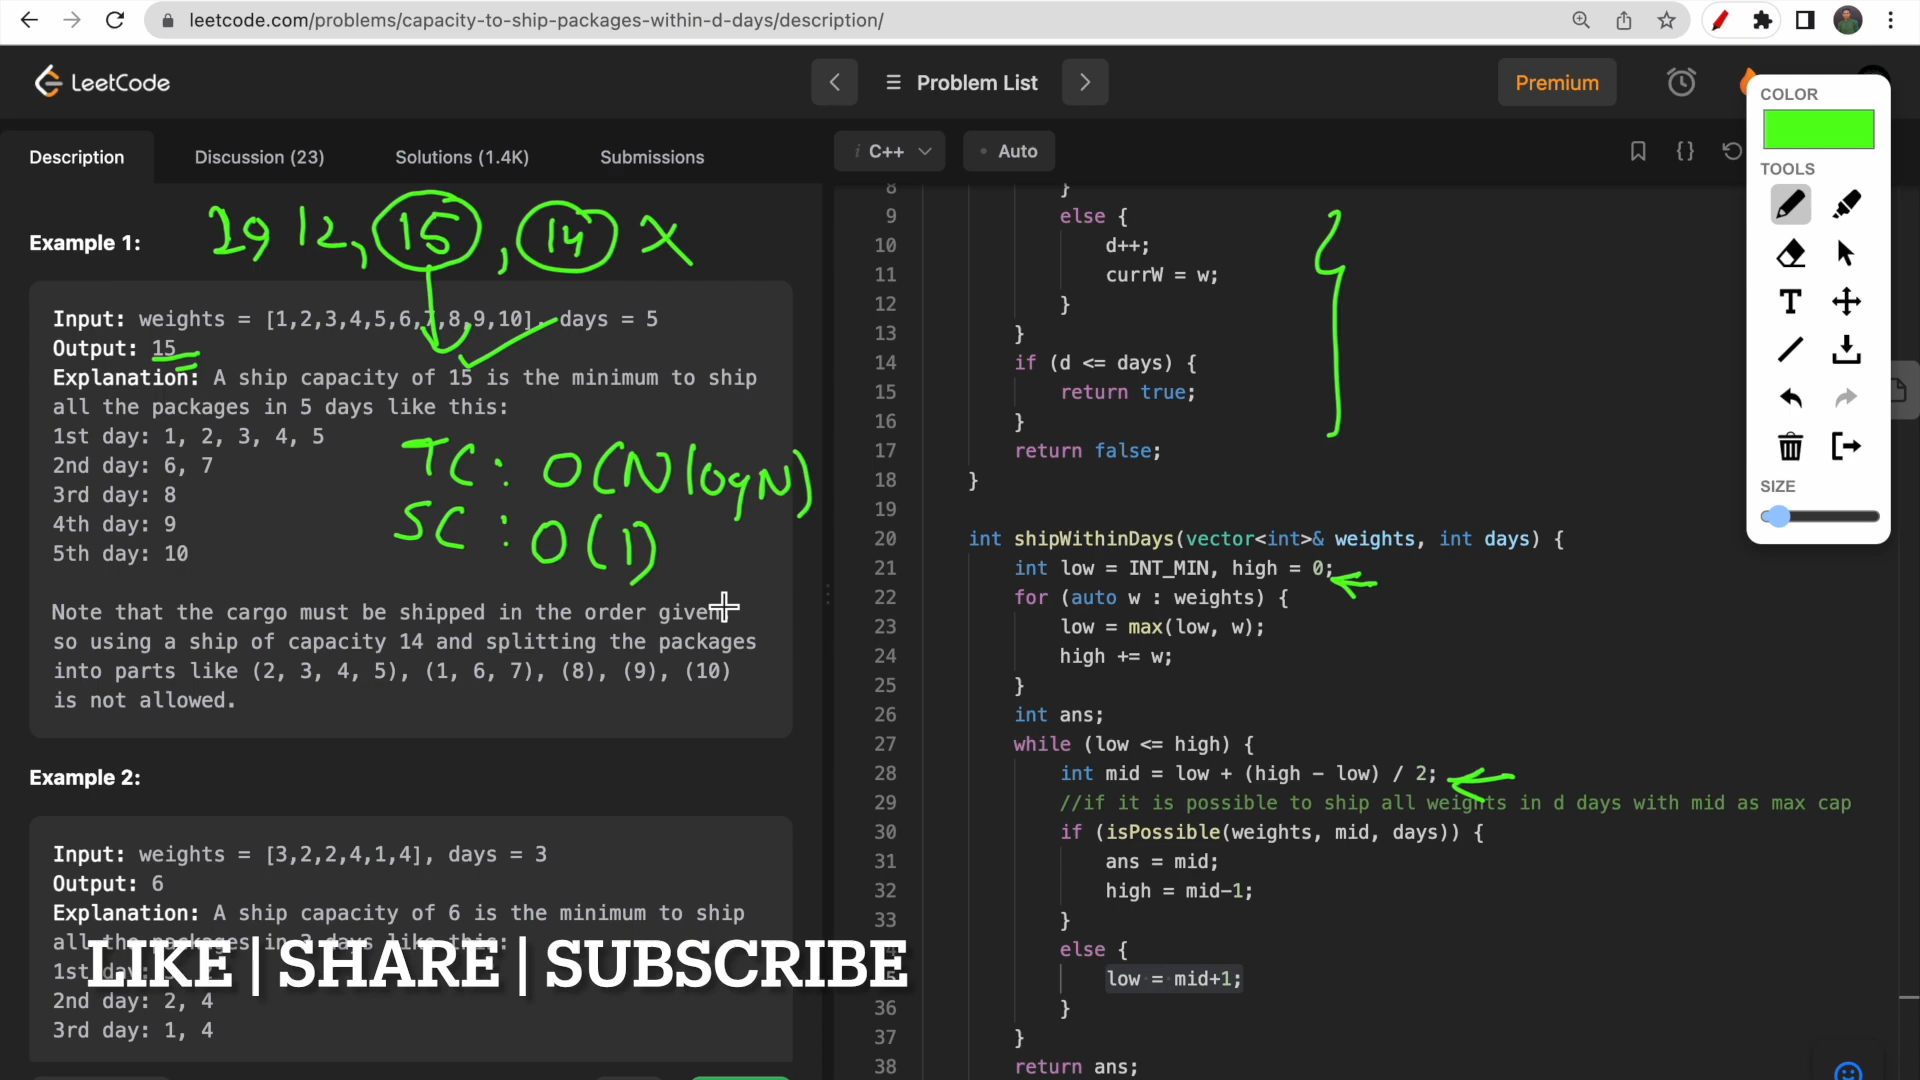 leetcode.com/problems/capacity-to-ship-packages-within-d-days/description/
LeetCode
Problem List
Premium
Description
Discussion (23)
Solutions (1.4K)
Submissions
29 12, 15, 14 X
Example 1:
Input: weights = [1,2,3,4,5,6,7,8,9,10], days = 5
Output: 15
Explanation: A ship capacity of 15 is the minimum to ship
all the packages in 5 days like this:
1st day: 1, 2, 3, 4, 5
2nd day: 6, 7
3rd day: 8
4th day: 9
5th day: 10
TC: O(N log N)
SC: O(1)
Note that the cargo must be shipped in the order given
so using a ship of capacity 14 and splitting the packages
into parts like (2, 3, 4, 5), (1, 6, 7), (8), (9), (10)
is not allowed.
Example 2:
Input: weights = [3,2,2,4,1,4], days = 3
Output: 6
Explanation: A ship capacity of 6 is the minimum to ship
all the packages in 3 days like this:
1st day:
2nd day: 2, 4
3rd day: 1, 4
LIKE | SHARE | SUBSCRIBE
i C++
Auto
{}
8 }
9 else {
10 d++;
11 currW = w;
12 }
13 }
14 if (d <= days) {
15 return true;
16 }
17 return false;
18 }
19
20 int shipWithinDays(vector<int>& weights, int days) {
21 int low = INT_MIN, high = 0;
22 for (auto w : weights) {
23 low = max(low, w);
24 high += w;
25 }
26 int ans;
27 while (low <= high) {
28 int mid = low + (high - low) / 2;
29 //if it is possible to ship all weights in d days with mid as max cap
30 if (isPossible(weights, mid, days)) {
31 ans = mid;
32 high = mid-1;
33 }
else {
low = mid+1;
36 }
37 }
38 return ans;
COLOR
TOOLS
T
SIZE